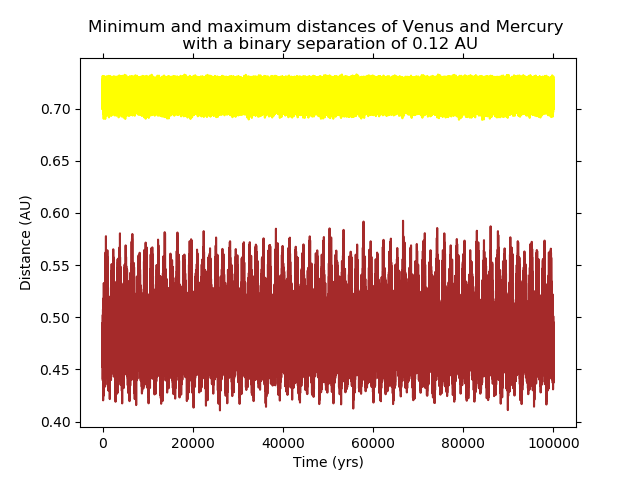 Minimum and maximum distances of Venus and Mercury
with a binary separation of 0.12 AU
0.70
0.65
0.60
0.55
0.50
0.45
0.40
Distance (AU)
0 20000 40000 60000 80000 100000
Time (yrs)